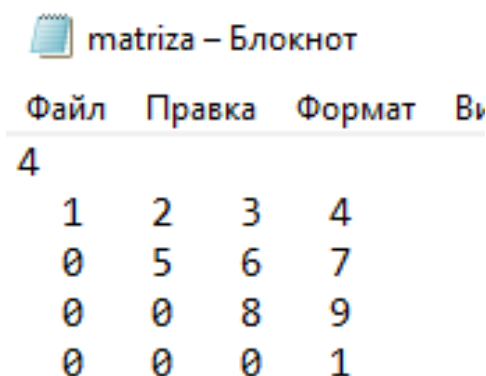 matriza – Блокнот
Файл Правка Формат Ви
4
1 2 3 4
0 5 6 7
0 0 8 9
0 0 0 1